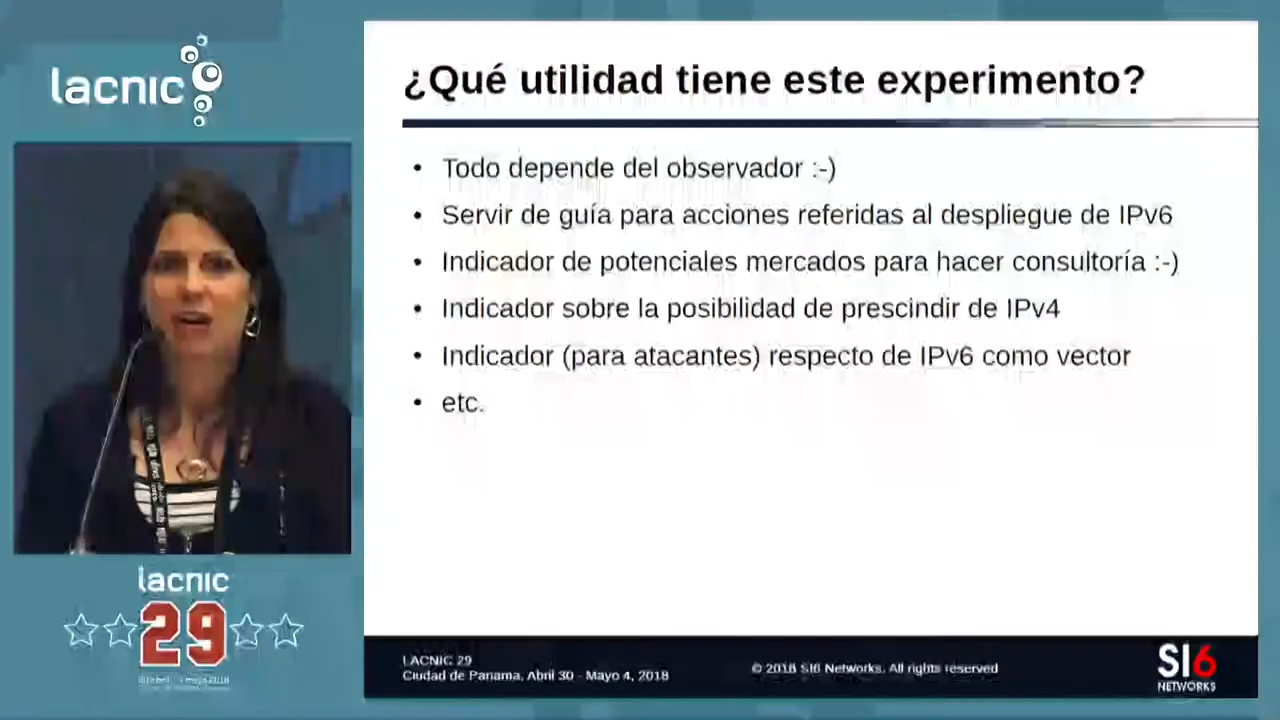 lacnic
¿Qué utilidad tiene este experimento?
• Todo depende del observador :-)
• Servir de guía para acciones referidas al despliegue de IPv6
• Indicador de potenciales mercados para hacer consultoría :-)
• Indicador sobre la posibilidad de prescindir de IPv4
• Indicador (para atacantes) respecto de IPv6 como vector
• etc.
lacnic
29
LACNIC 29
Ciudad de Panama, Abril 30 - Mayo 4, 2018
© 2018 SI6 Networks. All rights reserved
SI6
NETWORKS